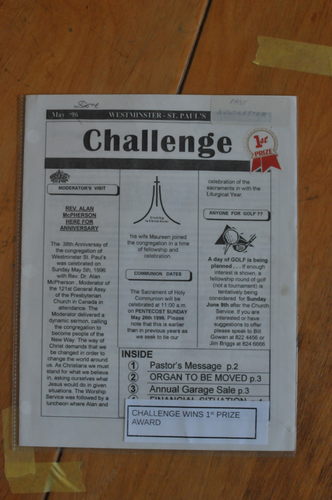 May '96
WESTMINSTER - ST. PAUL'S
Challenge
1st
PRIZE
MODERATOR'S VISIT
REV. ALAN
McPHERSON
HERE FOR
ANNIVERSARY
The 38th Anniversary of
the congregation of
Westminster St. Paul's
was celebrated on
Sunday May 5th, 1996
with Rev. Dr. Alan
McPherson, Moderator of
the 121st General Assy
of the Presbyterian
Church in Canada in
attendance. The
Moderator delivered a
dynamic sermon, calling
the congregation to
become people of the
New Way. The way of
Christ demands that we
be changed in order to
change the world around
us. As Christians we must
stand for what we believe
in, asking ourselves what
Jesus would do in given
situations. The Worship
Service was followed by a
luncheon where Alan and
his wife Maureen joined
the congregation in a time
of fellowship and
celebration.
COMMUNION DATES
The Sacrament of Holy
Communion will be
celebrated at 11:00 a.m.
on PENTECOST SUNDAY
May 26th 1996. Please
note that this is earlier
than in previous years as
we seek to be our
celebration of the
sacraments in with the
Liturgical Year.
ANYONE FOR GOLF ??
A day of GOLF is being
planned . . . if enough
interest is shown, a
fellowship round of golf
(not a tournament) is
tentatively being
considered for Sunday
June 9th after the Church
Service. If you are
interested or have
suggestions to offer
please speak to Bill
Gowan at 822 4456 or
Jim Briggs at 824 6666
INSIDE
1 Pastor's Message p.2
2 ORGAN TO BE MOVED p.3
3 Annual Garage Sale p.3
FINANCIAL SITUATION
CHALLENGE WINS 1st PRIZE
AWARD